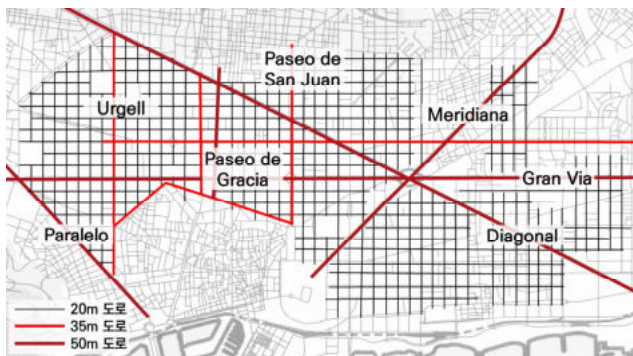 Paseo de
San Juan
Urgell
Meridiana
Paseo de
Gracia
Gran Via
Paralelo
Diagonal
20m 도로
35m 도로
50m 도로